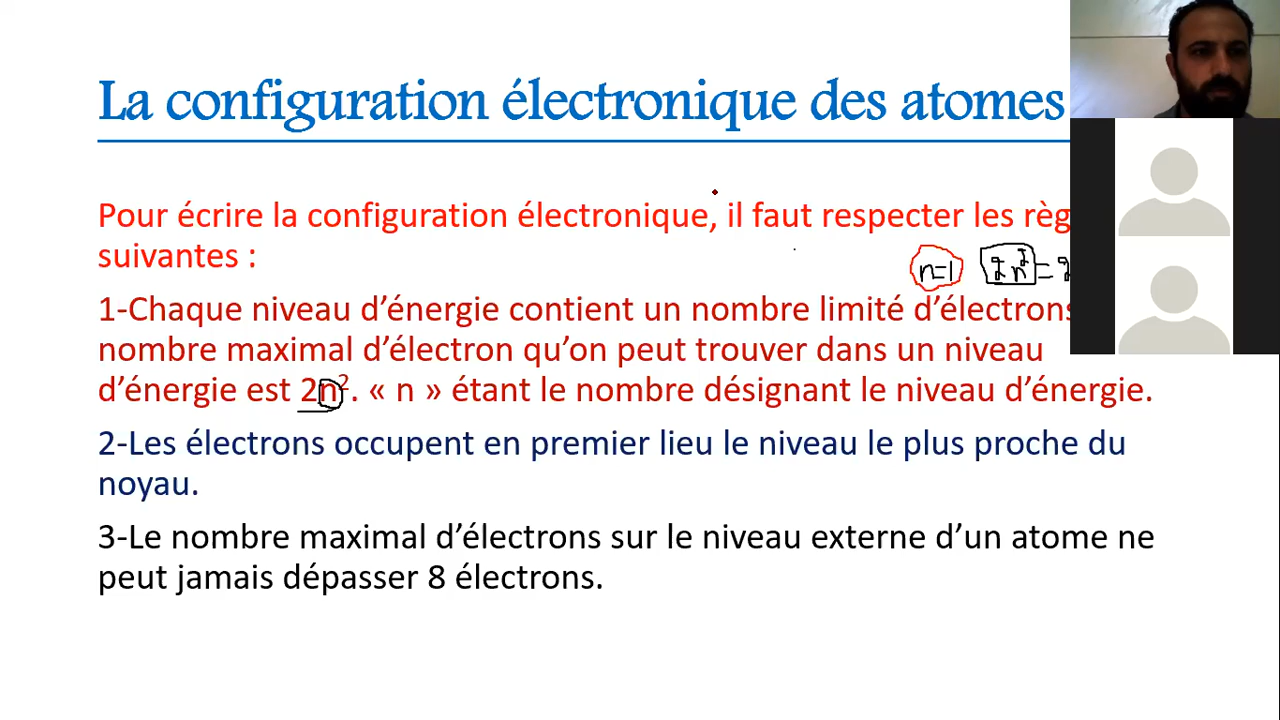 La configuration électronique des atomes
Pour écrire la configuration électronique, il faut respecter les
suivantes :
n=1 2n²=
1-Chaque niveau d’énergie contient un nombre limité d’électrons
nombre maximal d’électron qu’on peut trouver dans un niveau
d’énergie est 2n². « n » étant le nombre désignant le niveau d’énergie.
2-Les électrons occupent en premier lieu le niveau le plus proche du
noyau.
3-Le nombre maximal d’électrons sur le niveau externe d’un atome ne
peut jamais dépasser 8 électrons.